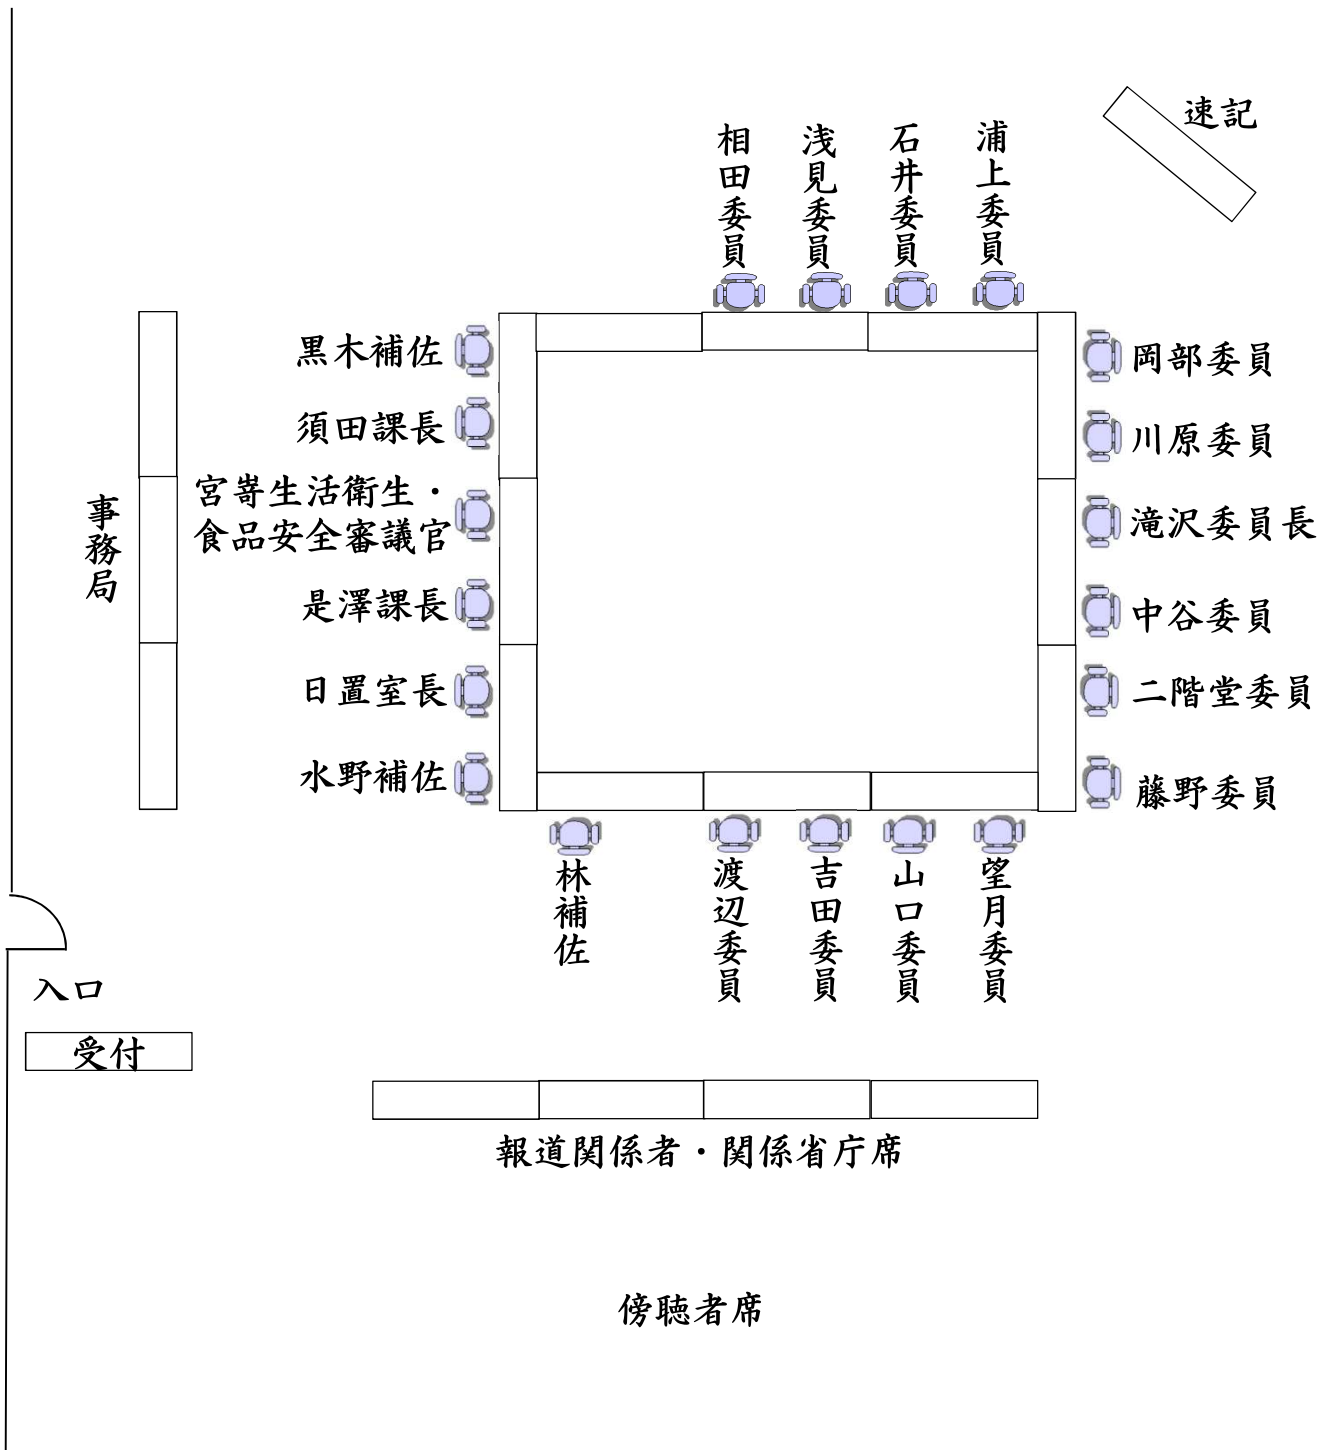 速記
相田委員
浅見委員
石井委員
浦上委員
黒木補佐
須田課長
宮嵜生活衛生・
食品安全審議官
是澤課長
日置室長
水野補佐
事務局
岡部委員
川原委員
滝沢委員長
中谷委員
二階堂委員
藤野委員
林補佐
渡辺委員
吉田委員
山口委員
望月委員
入口
受付
報道関係者・関係省庁席
傍聴者席